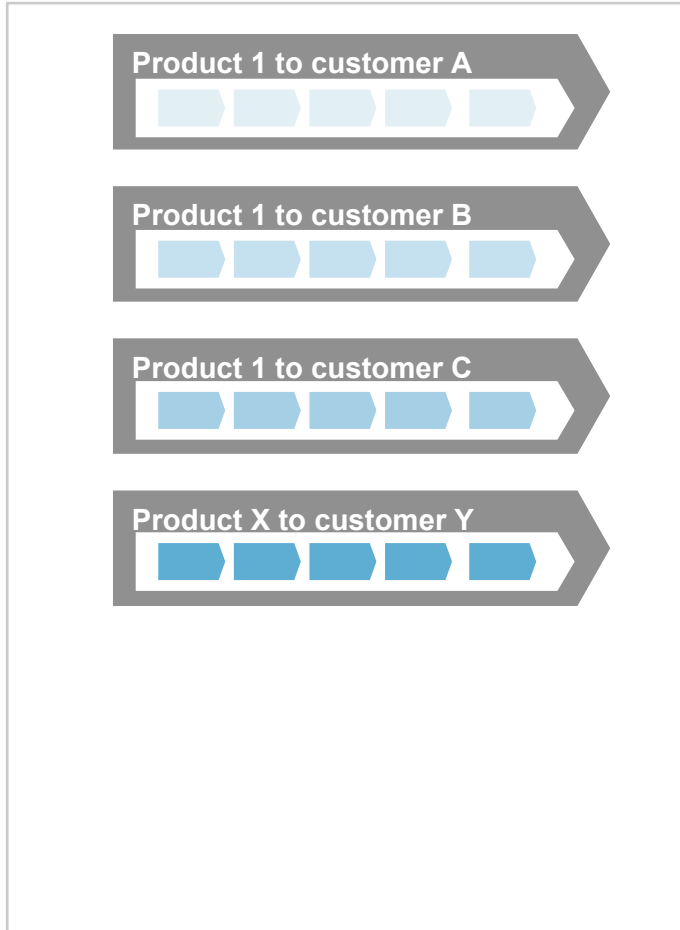 Product 1 to customer A
Product 1 to customer B
Product 1 to customer C
Product X to customer Y